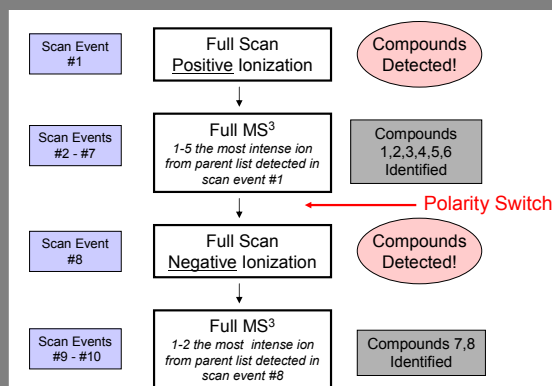 Scan Event
#1
Full Scan
Positive Ionization
Compounds
Detected!
Scan Events
#2 - #7
Full MS³
1-5 the most intense ion
from parent list detected in
scan event #1
Compounds
1,2,3,4,5,6
Identified
Polarity Switch
Scan Event
#8
Full Scan
Negative Ionization
Compounds
Detected!
Scan Events
#9 - #10
Full MS³
1-2 the most intense ion
from parent list detected in
scan event #8
Compounds 7,8
Identified